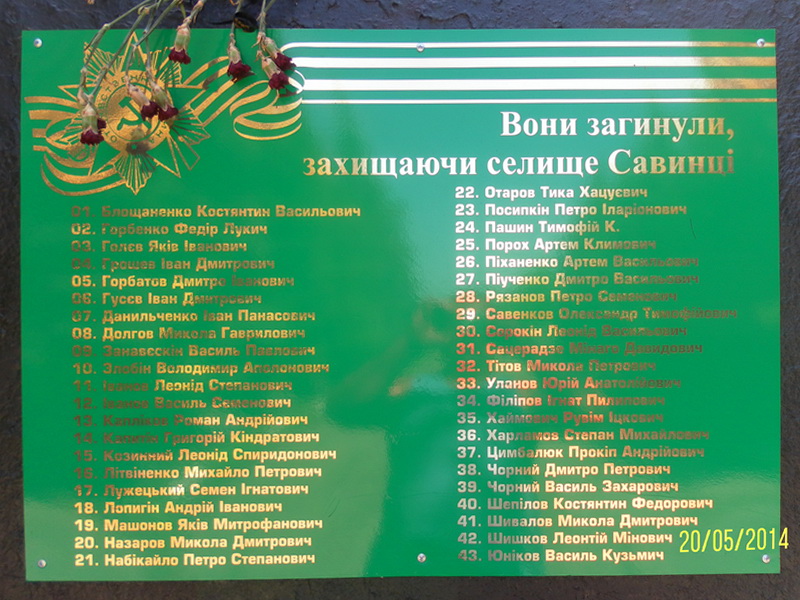 Вони загинули,
захищаючи селище Савинці
01. Блощаненко Костянтин Васильович
02. Горбенко Федір Лукич
03. Голєв Яків Іванович
04. Грошев Іван Дмитрович
05. Горбатов Дмитро Іванович
06. Гусєв Іван Дмитрович
07. Данильченко Іван Панасович
08. Долгов Микола Гаврилович
09. Занавєскін Василь Павлович
10. Злобін Володимир Аполонович
11. Іванов Леонід Степанович
12. Іванов Василь Семенович
13. Роман Андрійович
14. Григорій Кіндратович
15. Козинний Леонід Спиридонович
16. Літвіненко Михайло Петрович
17. Лужецький Семен Ігнатович
18. Лопигін Андрій Іванович
19. Машонов Яків Митрофанович
20. Назаров Микола Дмитрович
21. Набікайло Петро Степанович
22. Отаров Тика Хацуєвич
23. Посипкін Петро Іларіонович
24. Пашин Тимофій К.
25. Порох Артем Климович
26. Піханенко Артем Васильович
27. Піученко Дмитро Васильович
28. Рязанов Петро Семенович
29. Савенков Олександр Тимофійович
30. Сорокін Леонід Васильович
31. Сацерадзе Міхаго Давидович
32. Тітов Микола Петрович
33. Уланов Юрій Анатолійович
34. Філіпов Ігнат Пилипович
35. Хаймович Рувім Іцкович
36. Харламов Степан Михайлович
37. Цимбалюк Прокіп Андрійович
38. Чорний Дмитро Петрович
39. Чорний Василь Захарович
40. Шепілов Костянтин Федорович
41. Шивалов Микола Дмитрович
42. Шишков Леонтій Мінович
43. Юніков Василь Кузьмич
20/05/2014